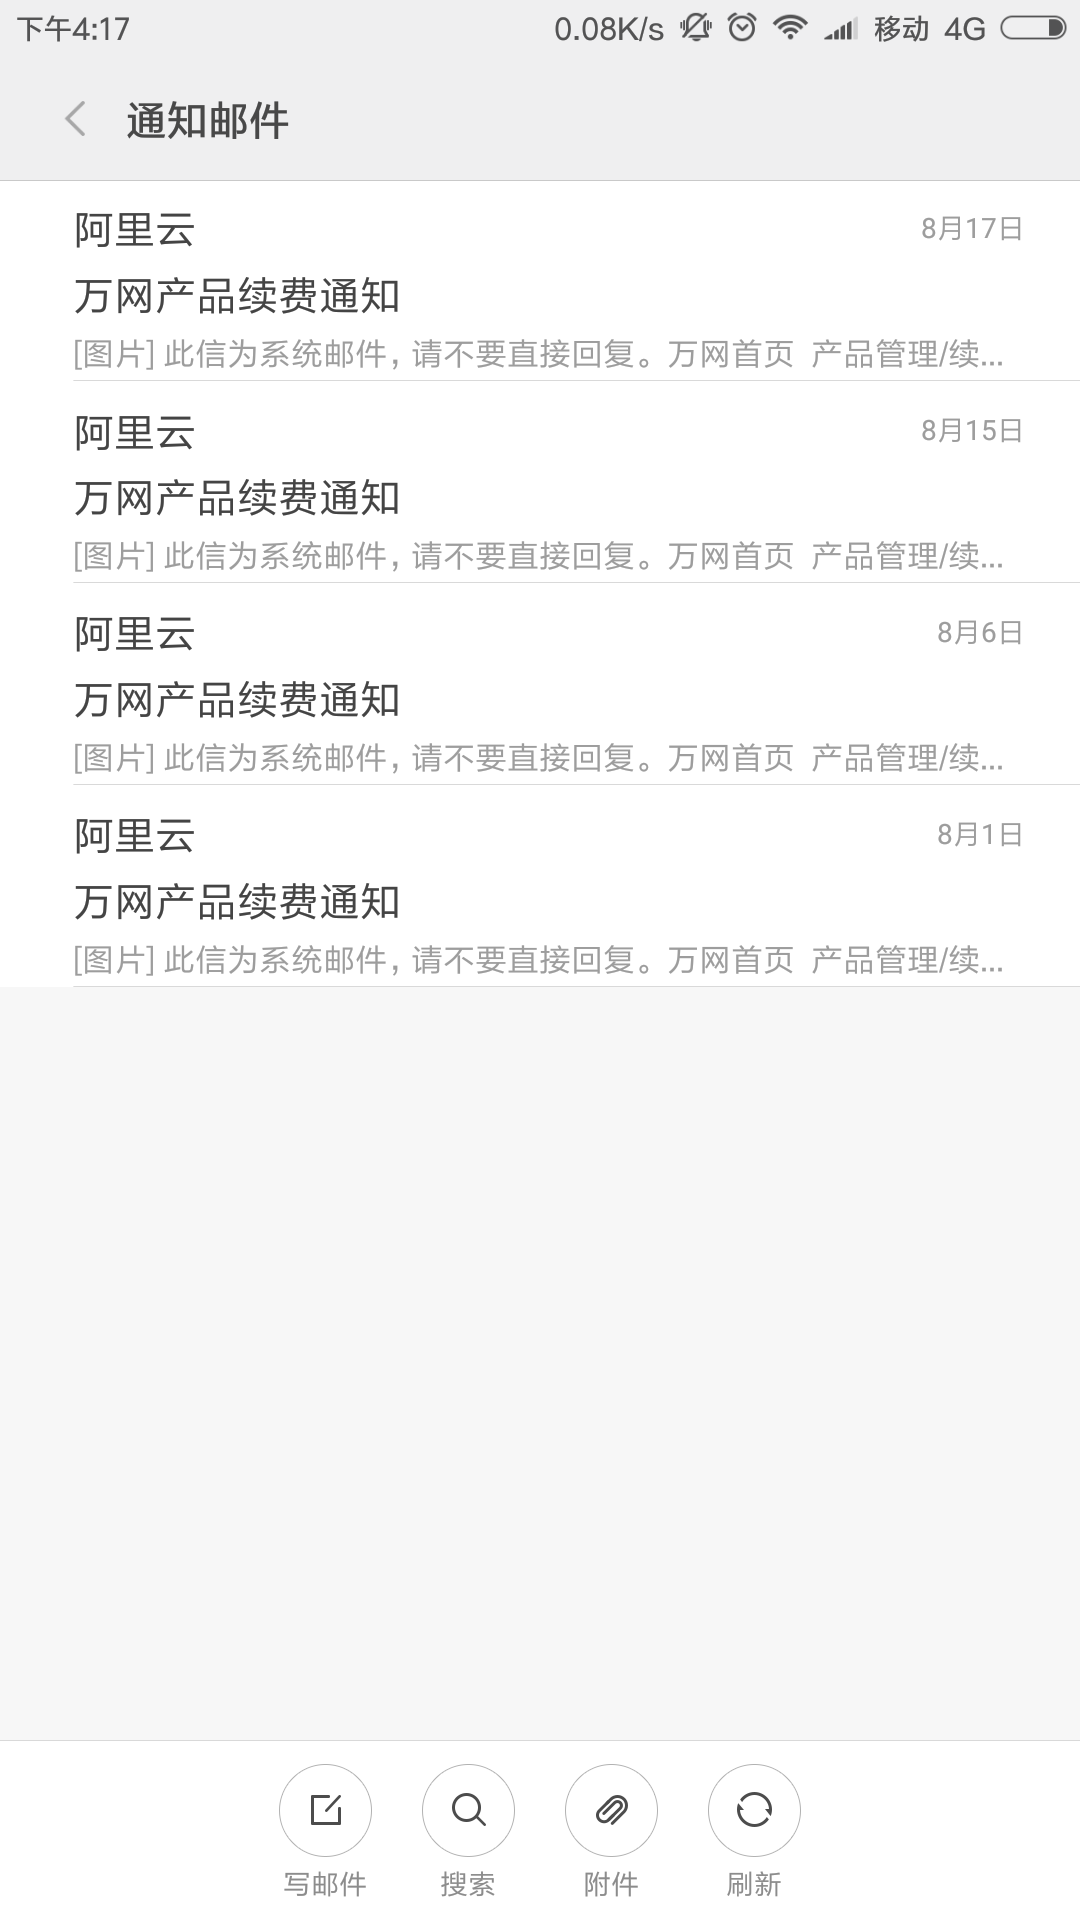 下午4:17 0.08K/s 移动 4G
通知邮件
阿里云 8月17日
万网产品续费通知
[图片] 此信为系统邮件，请不要直接回复。万网首页 产品管理/续...
阿里云 8月15日
万网产品续费通知
[图片] 此信为系统邮件，请不要直接回复。万网首页 产品管理/续...
阿里云 8月6日
万网产品续费通知
[图片] 此信为系统邮件，请不要直接回复。万网首页 产品管理/续...
阿里云 8月1日
万网产品续费通知
[图片] 此信为系统邮件，请不要直接回复。万网首页 产品管理/续...
写邮件 搜索 附件 刷新